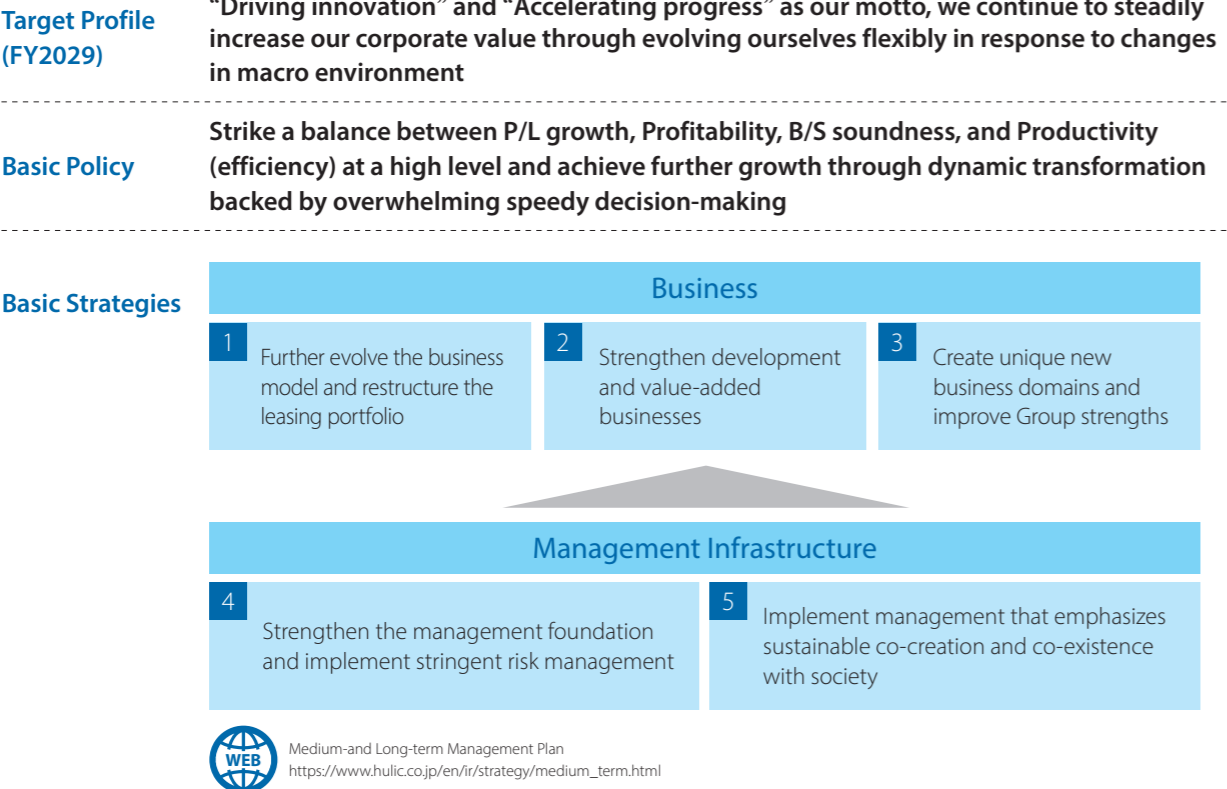 Target Profile
(FY2029)
"Driving innovation" and "Accelerating progress" as our motto, we continue to steadily
increase our corporate value through evolving ourselves flexibly in response to changes
in macro environment
Basic Policy
Strike a balance between P/L growth, Profitability, B/S soundness, and Productivity
(efficiency) at a high level and achieve further growth through dynamic transformation
backed by overwhelming speedy decision-making
Basic Strategies
Business
1
Further evolve the business
model and restructure the
leasing portfolio
2
Strengthen development
and value-added
businesses
3
Create unique new
business domains and
improve Group strengths
Management Infrastructure
4
Strengthen the management foundation
and implement stringent risk management
5
Implement management that emphasizes
sustainable co-creation and co-existence
with society
WEB
Medium-and Long-term Management Plan
https://www.hulic.co.jp/en/ir/strategy/medium_term.html